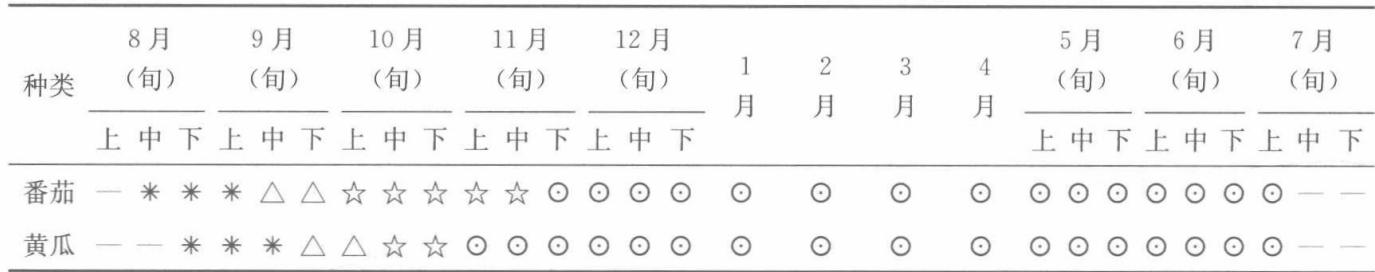 8月 9月 10月 11月 12月 5月 6月 7月
种类 (旬) (旬) (旬) (旬) (旬) 1月 2月 3月 4月 (旬) (旬) (旬)
上 中 下 上 中 下 上 中 下 上 中 下 上 中 下 上 中 下 上 中 下 上 中 下
番茄 — * * * △ △ ☆ ☆ ☆ ☆ ☆ ⊙ ⊙ ⊙ ⊙ ⊙ ⊙ ⊙ ⊙ ⊙ ⊙ ⊙ ⊙ ⊙ ⊙ ⊙ — —
黄瓜 — — * * * △ △ ☆ ☆ ⊙ ⊙ ⊙ ⊙ ⊙ ⊙ ⊙ ⊙ ⊙ ⊙ ⊙ ⊙ ⊙ ⊙ ⊙ ⊙ ⊙ — —